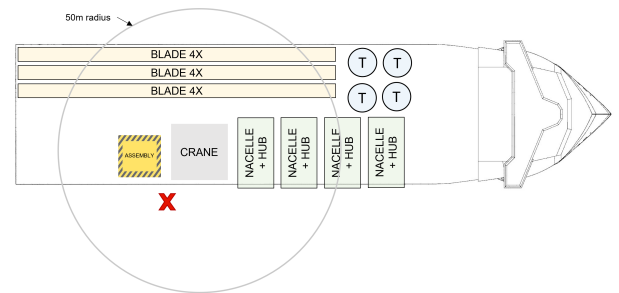 50m radius
BLADE 4X
BLADE 4X
BLADE 4X
T
T
T
T
ASSEMBLY
CRANE
NACELLE
+ HUB
NACELLE
+ HUB
NACELLE
+ HUB
NACELLE
+ HUB
X